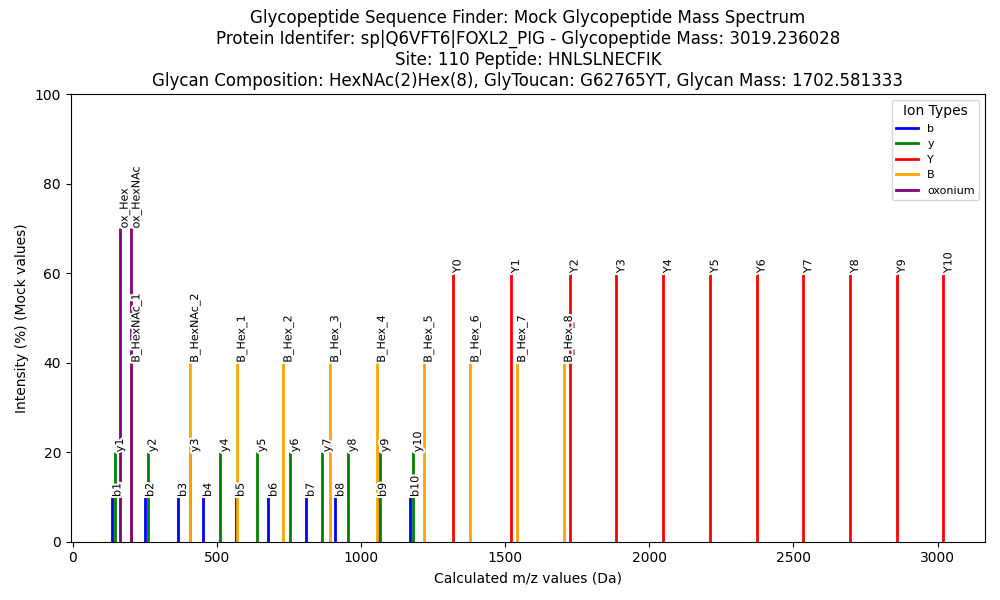 Glycopeptide Sequence Finder: Mock Glycopeptide Mass Spectrum
Protein Identifer: sp|Q6VFT6|FOXL2_PIG - Glycopeptide Mass: 3019.236028
Site: 110 Peptide: HNLSLNECFIK
Glycan Composition: HexNAc(2)Hex(8), GlyToucan: G62765YT, Glycan Mass: 1702.581333
Intensity (%) (Mock values)
100
80
60
40
20
0
Ion Types
b
y
Y
B
oxonium
ox_Hex
ox_HexNAc
Y0
Y1
Y2
Y3
Y4
Y5
Y6
Y7
Y8
Y9
Y10
B_HexNAc_1
B_HexNAc_2
B_Hex_1
B_Hex_2
B_Hex_3
B_Hex_4
B_Hex_5
B_Hex_6
B_Hex_7
B_Hex_8
y1
y2
y3
y4
y5
y6
y7
y8
y9
y10
b1
b2
b3
b4
b5
b6
b7
b8
b9
b10
0
500
1000
1500
2000
2500
3000
Calculated m/z values (Da)